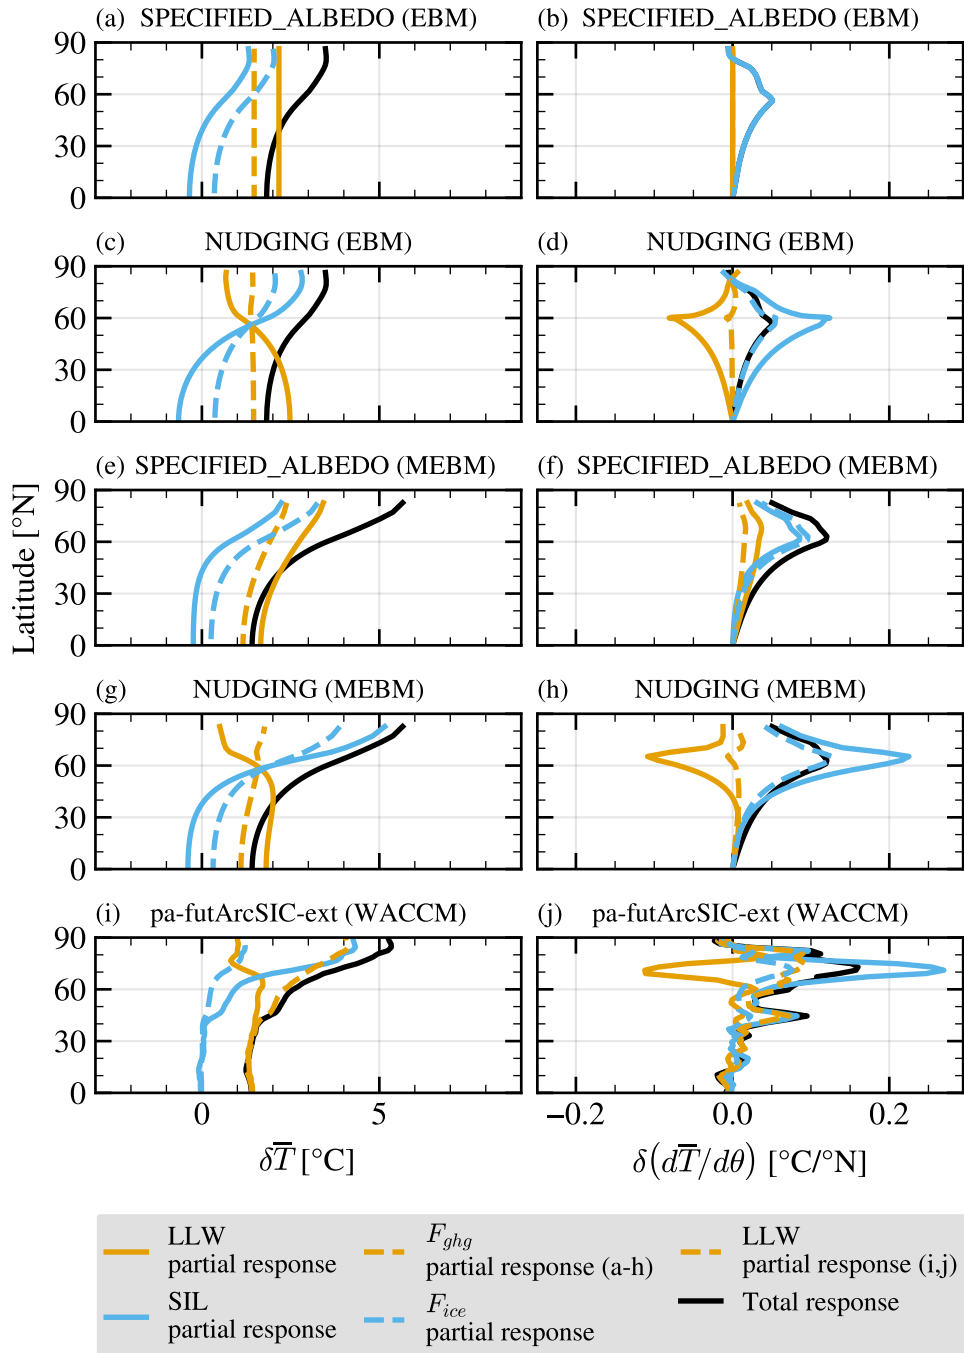 (a) SPECIFIED_ALBEDO (EBM)
(b) SPECIFIED_ALBEDO (EBM)
90
60
30
0
(c) NUDGING (EBM)
(d) NUDGING (EBM)
90
60
30
0
(e) SPECIFIED_ALBEDO (MEBM)
(f) SPECIFIED_ALBEDO (MEBM)
90
60
30
0
Latitude [°N]
(g) NUDGING (MEBM)
(h) NUDGING (MEBM)
90
60
30
0
(i) pa-futArcSIC-ext (WACCM)
(j) pa-futArcSIC-ext (WACCM)
90
60
30
0
0 5
−0.2 0.0 0.2
δT̅ [°C]
δ(dT̅/dθ) [°C/°N]
LLW
partial response
SIL
partial response
F_ghg
partial response (a-h)
F_ice
partial response
LLW
partial response (i,j)
Total response